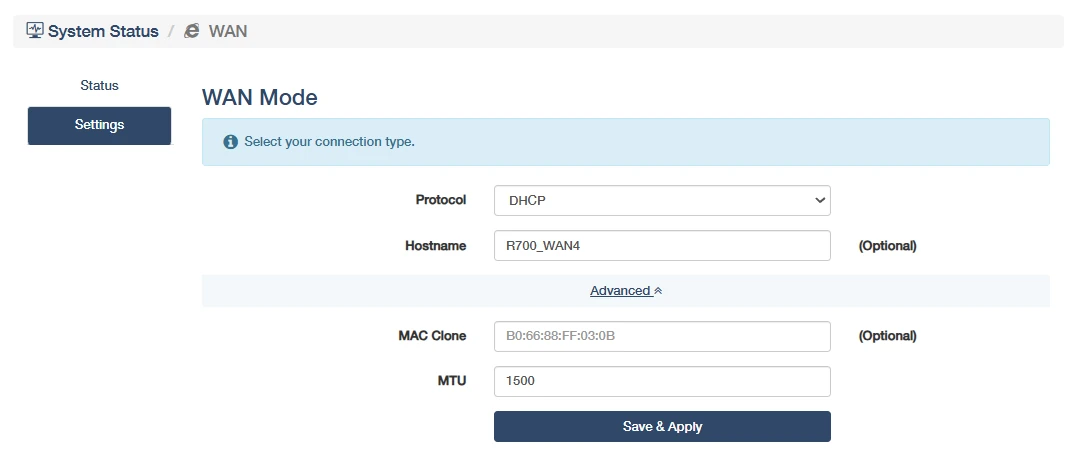 System Status / WAN
Status
Settings
WAN Mode
Select your connection type.
Protocol DHCP
Hostname R700_WAN4 (Optional)
Advanced
MAC Clone B0:66:88:FF:03:0B (Optional)
MTU 1500
Save & Apply